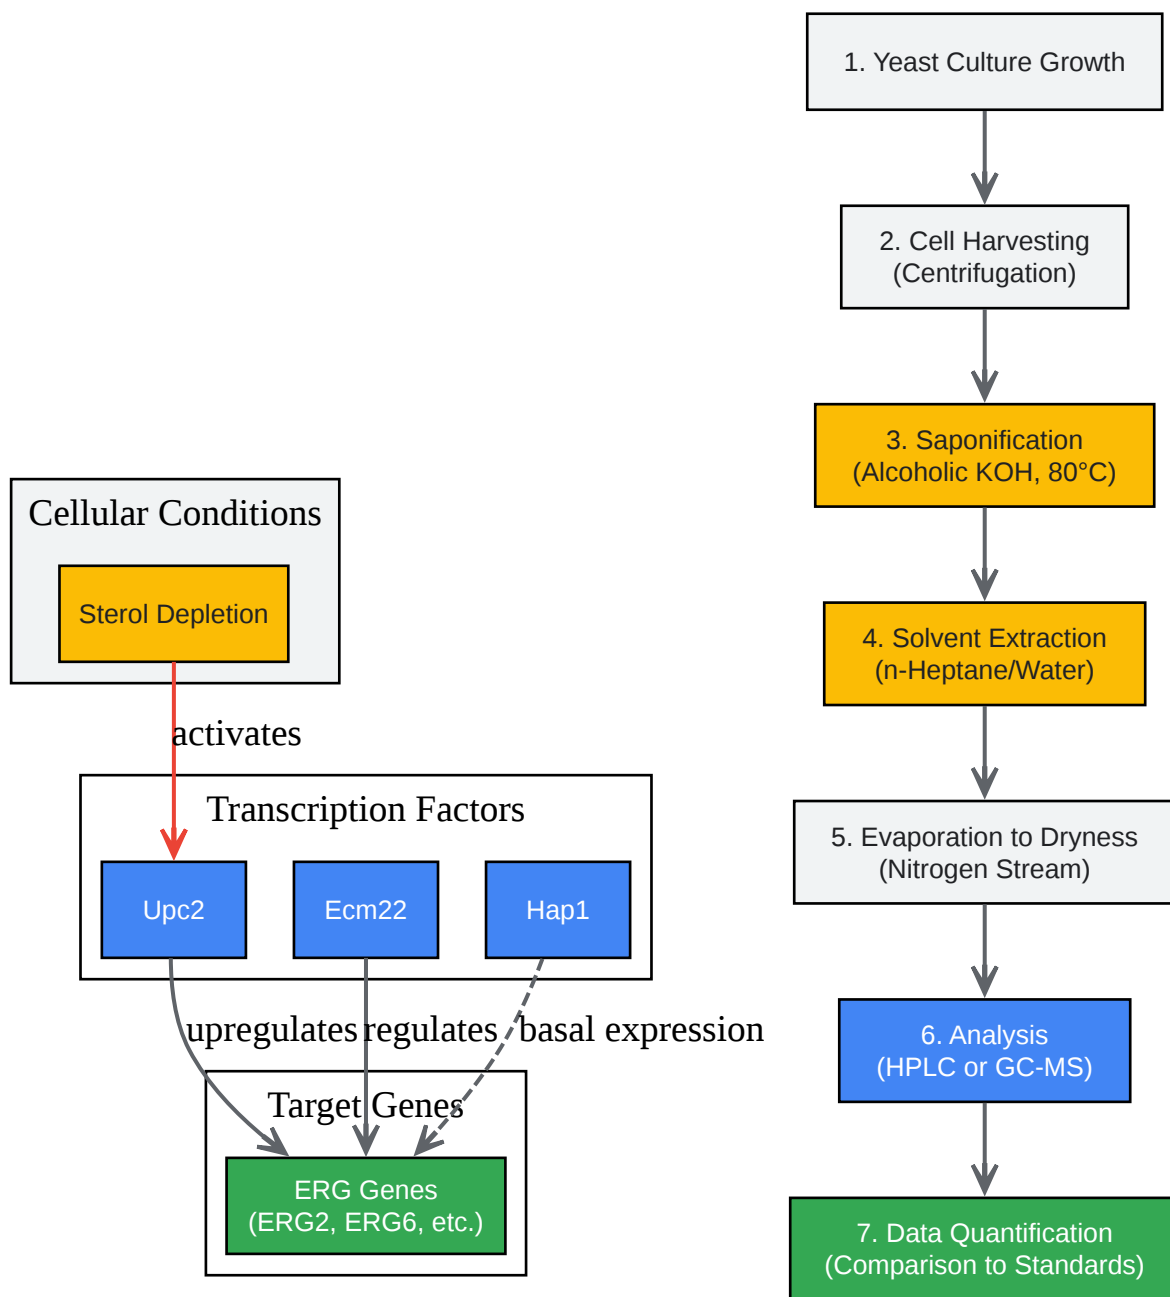 Cellular Conditions
Sterol Depletion
activates
Transcription Factors
Upc2
Ecm22
Hap1
upregulates
regulates
basal expression
Target Genes
ERG Genes
(ERG2, ERG6, etc.)
1. Yeast Culture Growth
2. Cell Harvesting
(Centrifugation)
3. Saponification
(Alcoholic KOH, 80°C)
4. Solvent Extraction
(n-Heptane/Water)
5. Evaporation to Dryness
(Nitrogen Stream)
6. Analysis
(HPLC or GC-MS)
7. Data Quantification
(Comparison to Standards)